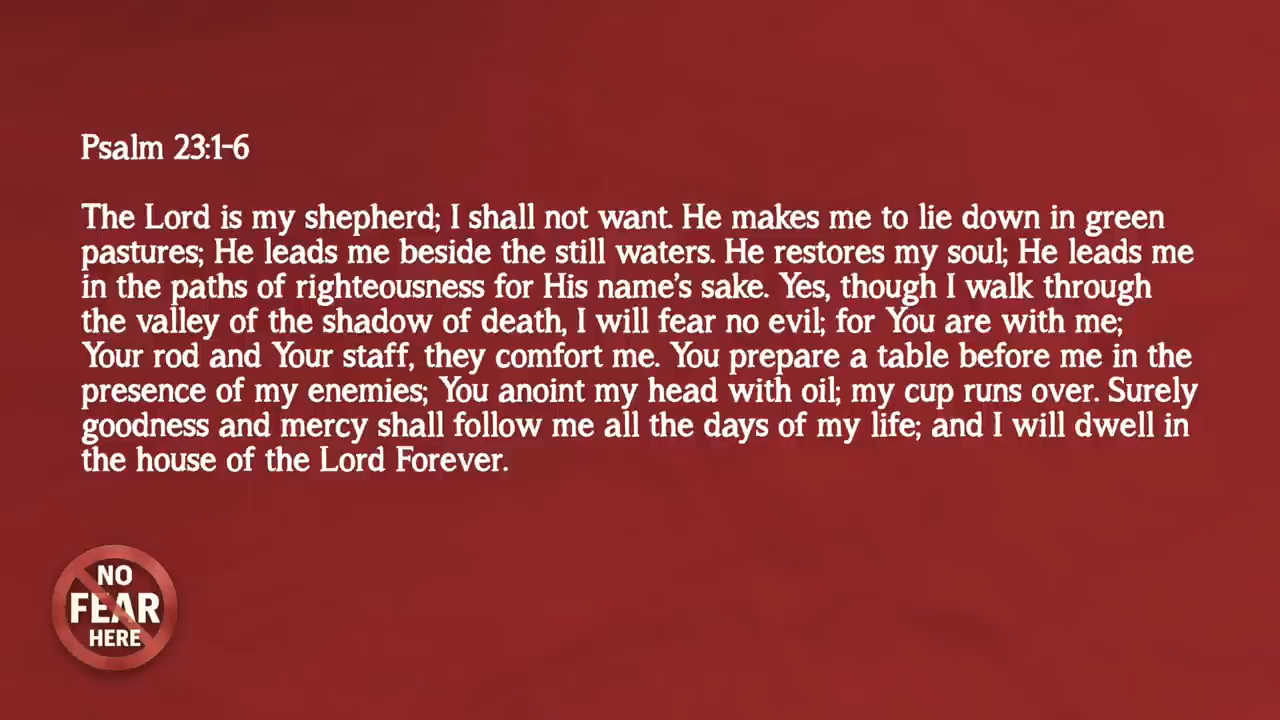 Psalm 23:1-6
The Lord is my shepherd; I shall not want. He makes me to lie down in green
pastures; He leads me beside the still waters. He restores my soul; He leads me
in the paths of righteousness for His name's sake. Yes, though I walk through
the valley of the shadow of death, I will fear no evil; for You are with me;
Your rod and Your staff, they comfort me. You prepare a table before me in the
presence of my enemies; You anoint my head with oil; my cup runs over. Surely
goodness and mercy shall follow me all the days of my life; and I will dwell in
the house of the Lord Forever.
NO
FEAR
HERE